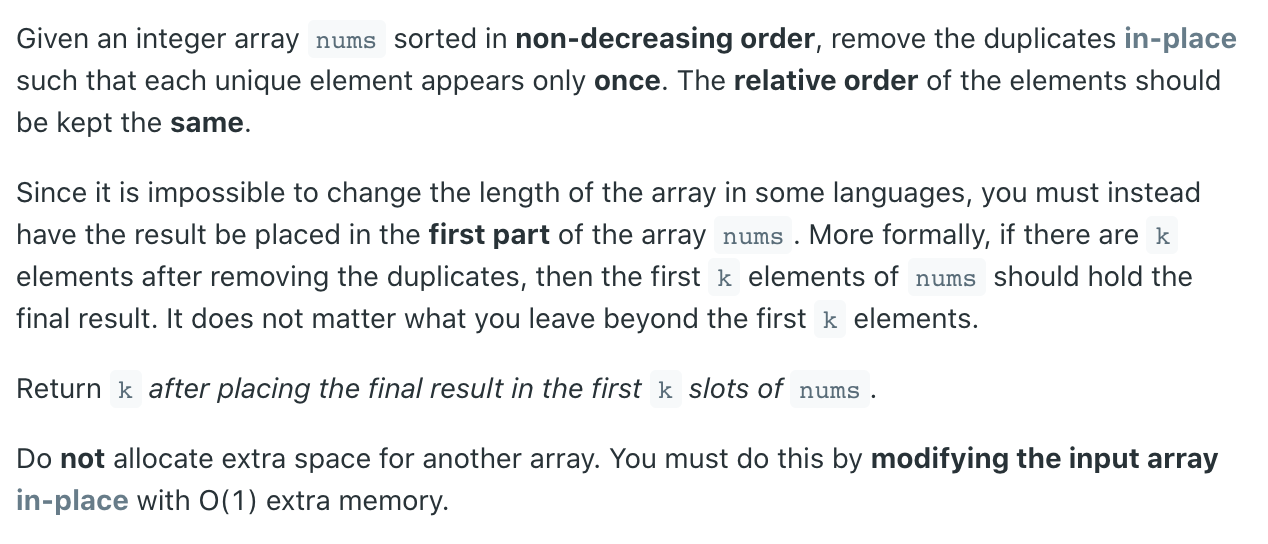 Given an integer array nums sorted in non-decreasing order, remove the duplicates in-place
such that each unique element appears only once. The relative order of the elements should
be kept the same.
Since it is impossible to change the length of the array in some languages, you must instead
have the result be placed in the first part of the array nums. More formally, if there are k
elements after removing the duplicates, then the first k elements of nums should hold the
final result. It does not matter what you leave beyond the first k elements.
Return k after placing the final result in the first k slots of nums.
Do not allocate extra space for another array. You must do this by modifying the input array
in-place with O(1) extra memory.